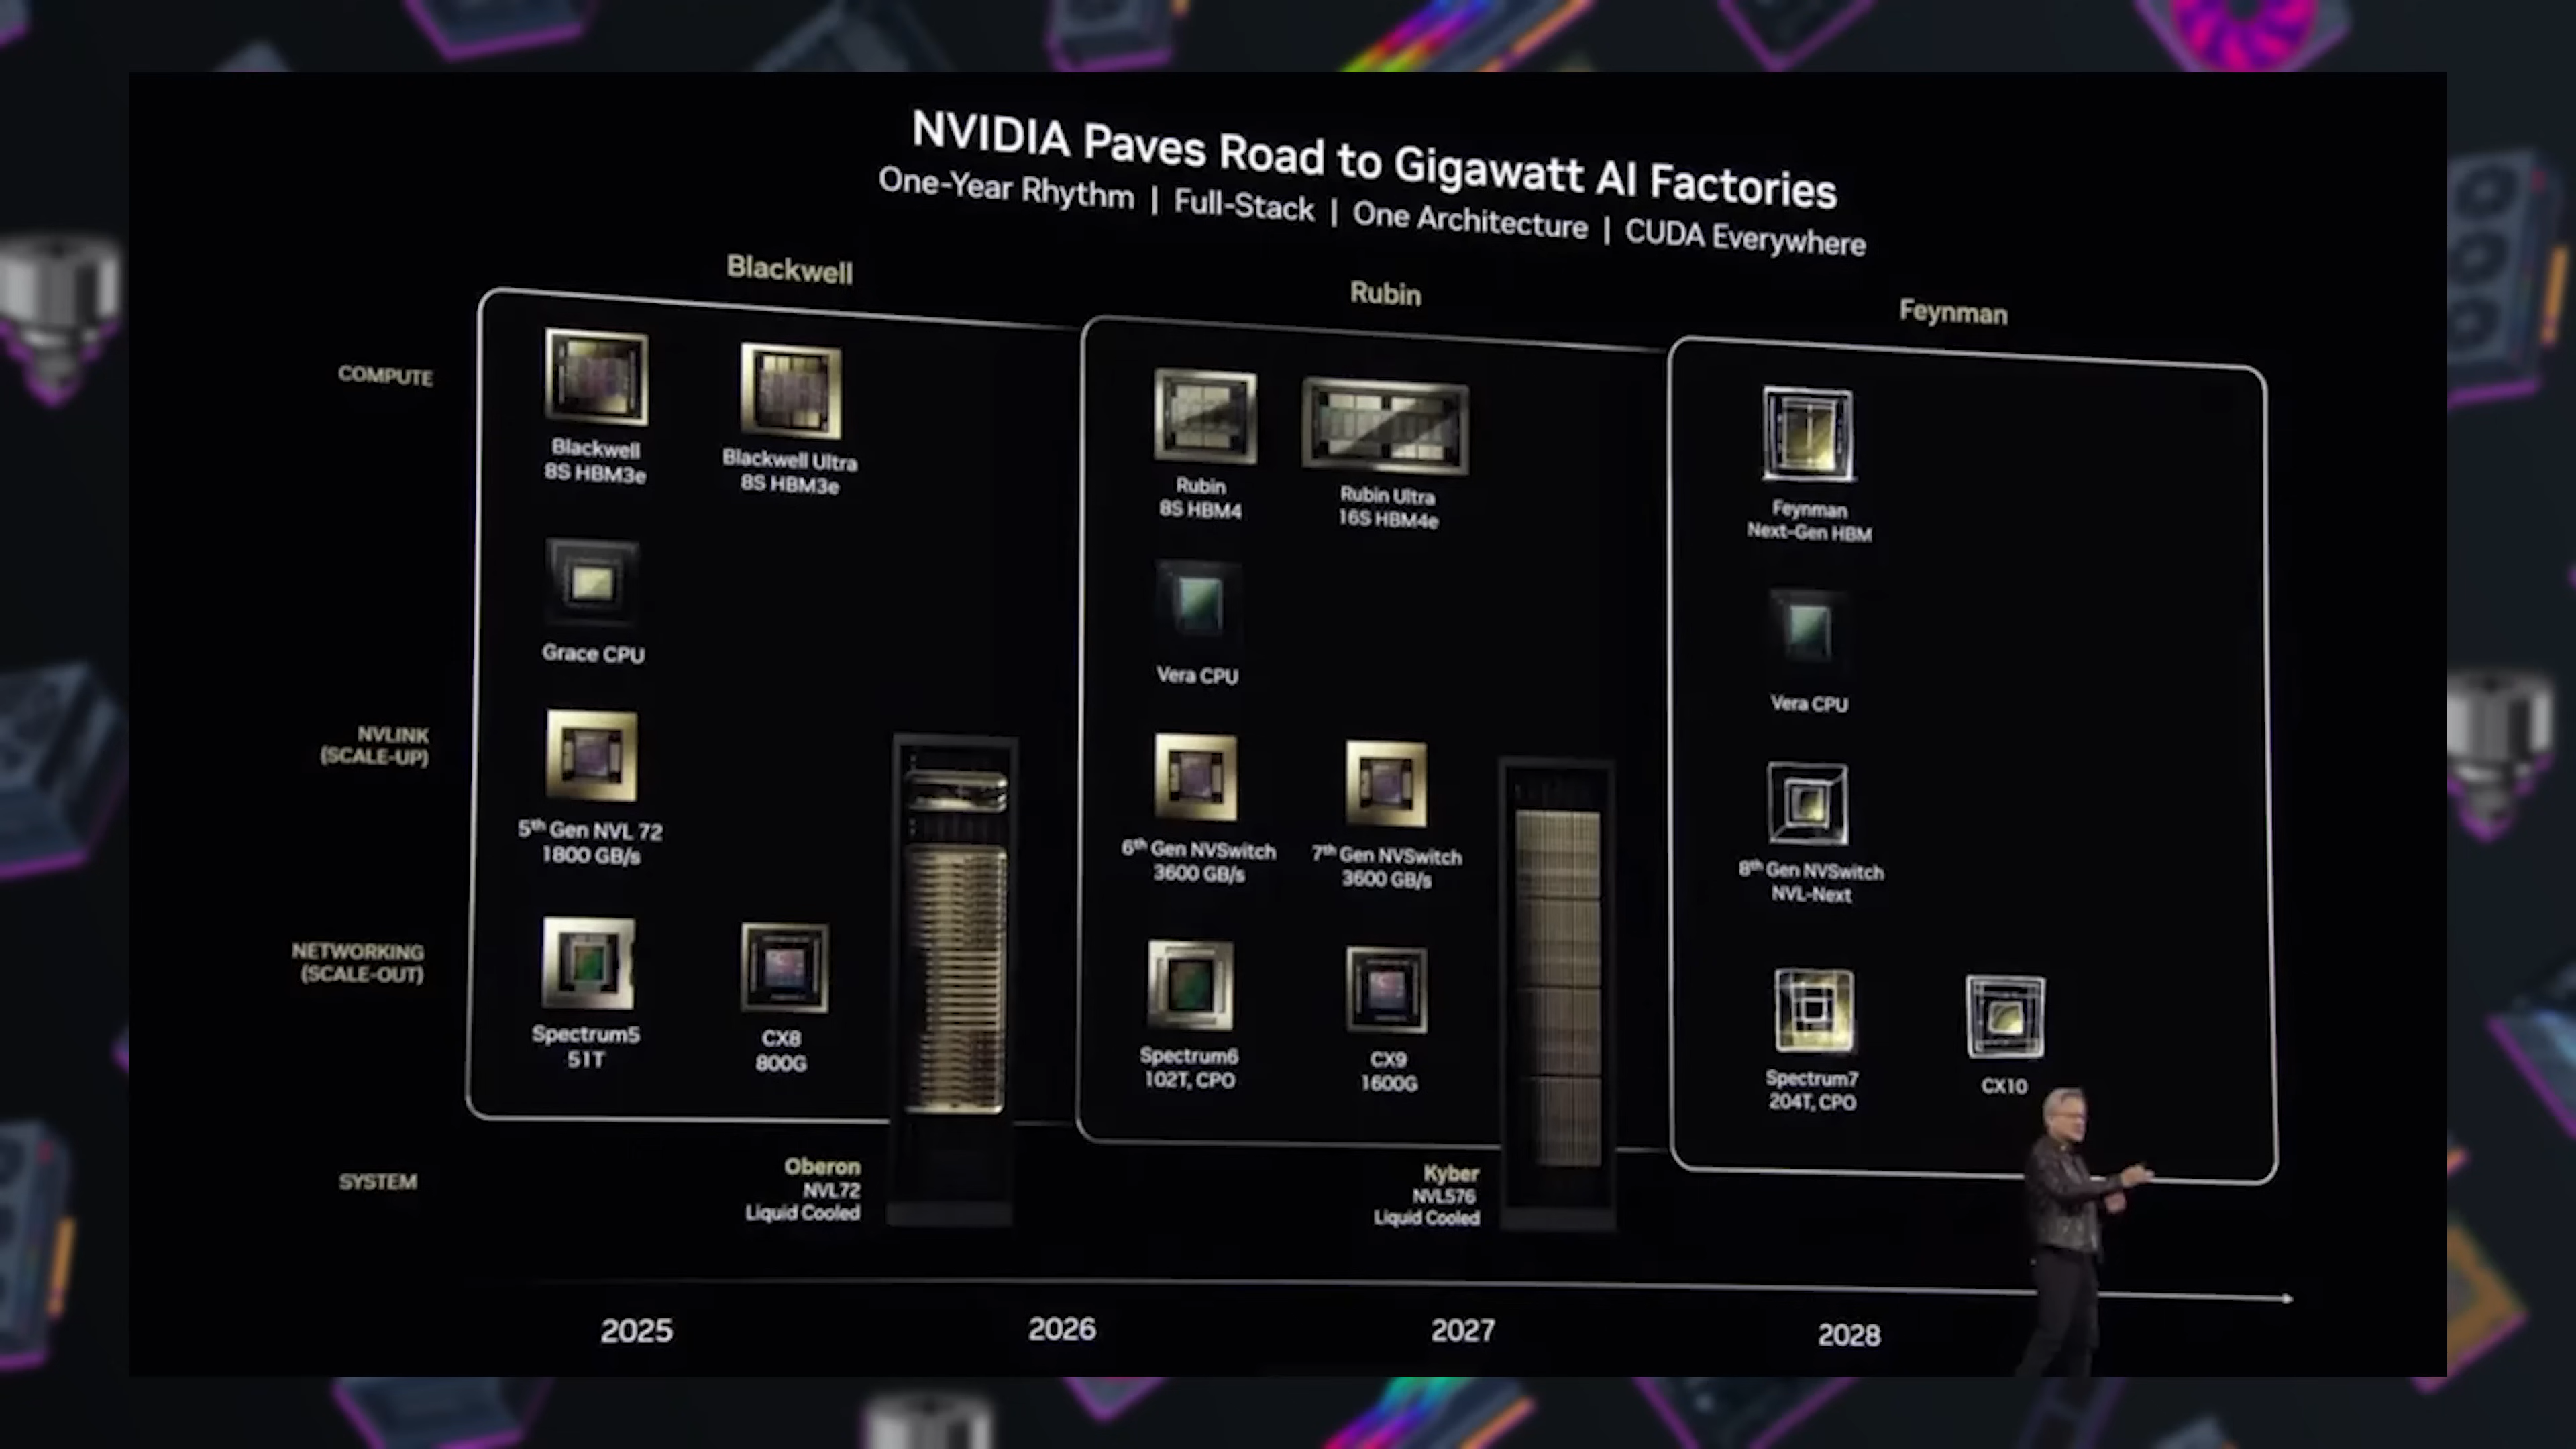 NVIDIA Paves Road to Gigawatt AI Factories
One-Year Rhythm | Full-Stack | One Architecture | CUDA Everywhere
Blackwell
Rubin
Feynman
COMPUTE
Blackwell
8S HBM3e
Blackwell Ultra
8S HBM3e
Rubin
8S HBM4
Rubin Ultra
16S HBM4e
Feynman
Next-Gen HBM
Grace CPU
Vera CPU
Vera CPU
NVLINK
(SCALE-UP)
5th Gen NVL 72
1800 GB/s
6th Gen NVSwitch
3600 GB/s
7th Gen NVSwitch
3600 GB/s
8th Gen NVSwitch
NVL-Next
NETWORKING
(SCALE-OUT)
Spectrum5
51T
CX8
800G
Spectrum6
102T, CPO
CX9
1600G
Spectrum7
204T, CPO
CX10
SYSTEM
Oberon
NVL72
Liquid Cooled
Kyber
NVL576
Liquid Cooled
2025
2026
2027
2028